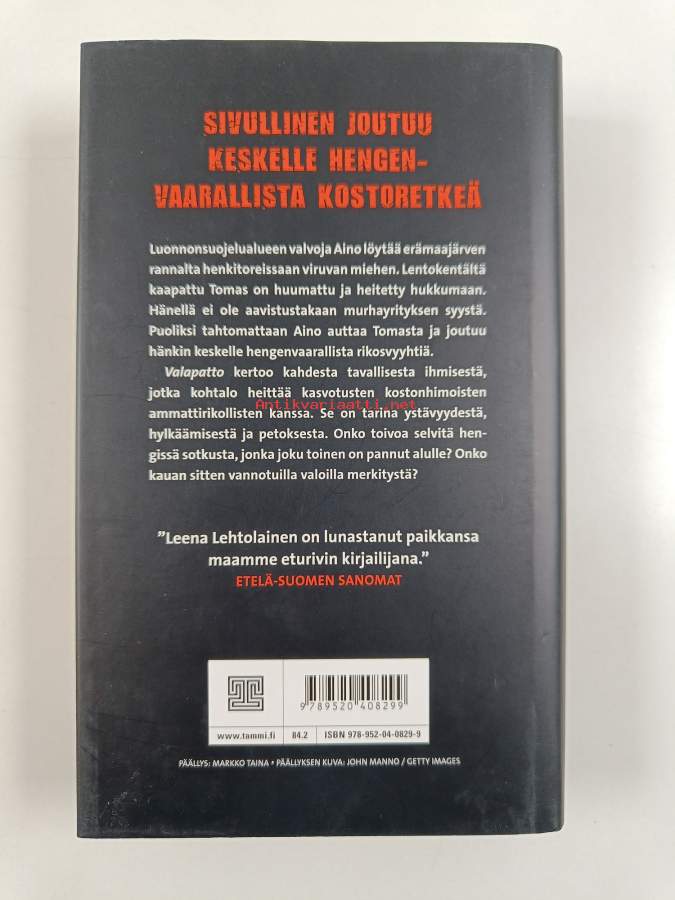 SIVULLINEN JOUTUU
KESKELLE HENGEN-
VAARALLISTA KOSTORETKEÄ
Luonnonsuojelualueen valvoja Aino löytää erämaajärven
rannalta henkitoreissaan viruvan miehen. Lentokentältä
kaapattu Tomas on huumattu ja heitetty hukkumaan.
Hänellä ei ole aavistustakaan murhayrityksen syystä.
Puoliksi tahtomattaan Aino auttaa Tomasta ja joutuu
hänkin keskelle hengenvaarallista rikosvyyhtiä.
Valapatto kertoo kahdesta tavallisesta ihmisestä,
jotka kohtalo heittää kasvotusten kostonhimoisten
Antikvariaatti.net
ammattirikollisten kanssa. Se on tarina ystävyydestä,
hylkäämisestä ja petoksesta. Onko toivoa selvitä hen-
gissä sotkusta, jonka joku toinen on pannut alulle? Onko
kauan sitten vannotuilla valoilla merkitystä?
”Leena Lehtolainen on lunastanut paikkansa
maamme eturivin kirjailijana.”
ETELÄ-SUOMEN SANOMAT
9 789520 408299
www.tammi.fi 84.2 ISBN 978-952-04-0829-9
PÄÄLLYS: MARKKO TAINA • PÄÄLLYKSEN KUVA: JOHN MANNO / GETTY IMAGES